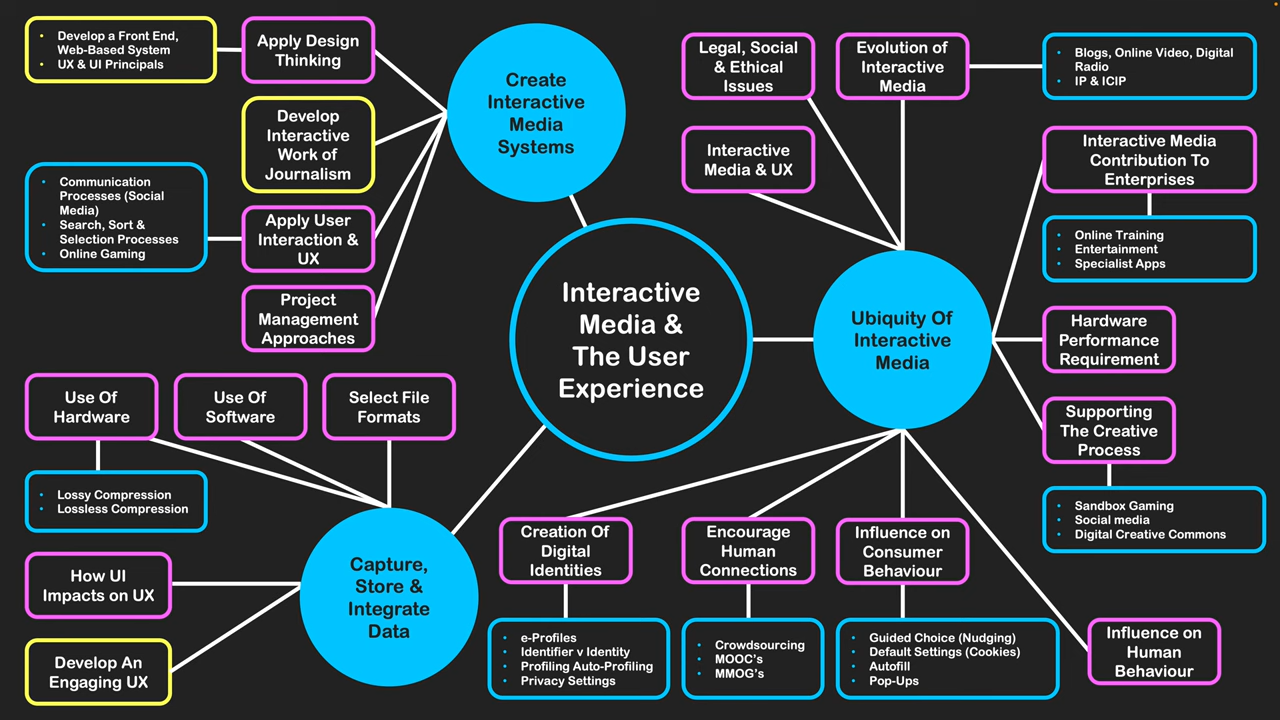 Develop a Front End,
Web-Based System
UX & UI Principals
Apply Design
Thinking
Develop
Interactive
Work of
Journalism
Communication
Processes (Social
Media)
Search, Sort &
Selection Processes
Online Gaming
Apply User
Interaction &
UX
Project
Management
Approaches
Create
Interactive
Media
Systems
Legal, Social
& Ethical
Issues
Evolution of
Interactive
Media
Blogs, Online Video, Digital
Radio
IP & ICIP
Interactive
Media & UX
Interactive Media
Contribution To
Enterprises
Online Training
Entertainment
Specialist Apps
Interactive
Media &
The User
Experience
Ubiquity Of
Interactive
Media
Hardware
Performance
Requirement
Supporting
The Creative
Process
Sandbox Gaming
Social media
Digital Creative Commons
Use Of
Hardware
Use Of
Software
Select File
Formats
Lossy Compression
Lossless Compression
How UI
Impacts on UX
Develop An
Engaging UX
Capture,
Store &
Integrate
Data
Creation Of
Digital
Identities
e-Profiles
Identifier v Identity
Profiling Auto-Profiling
Privacy Settings
Encourage
Human
Connections
Crowdsourcing
MOOC's
MMOG's
Influence on
Consumer
Behaviour
Guided Choice (Nudging)
Default Settings (Cookies)
Autofill
Pop-Ups
Influence on
Human
Behaviour